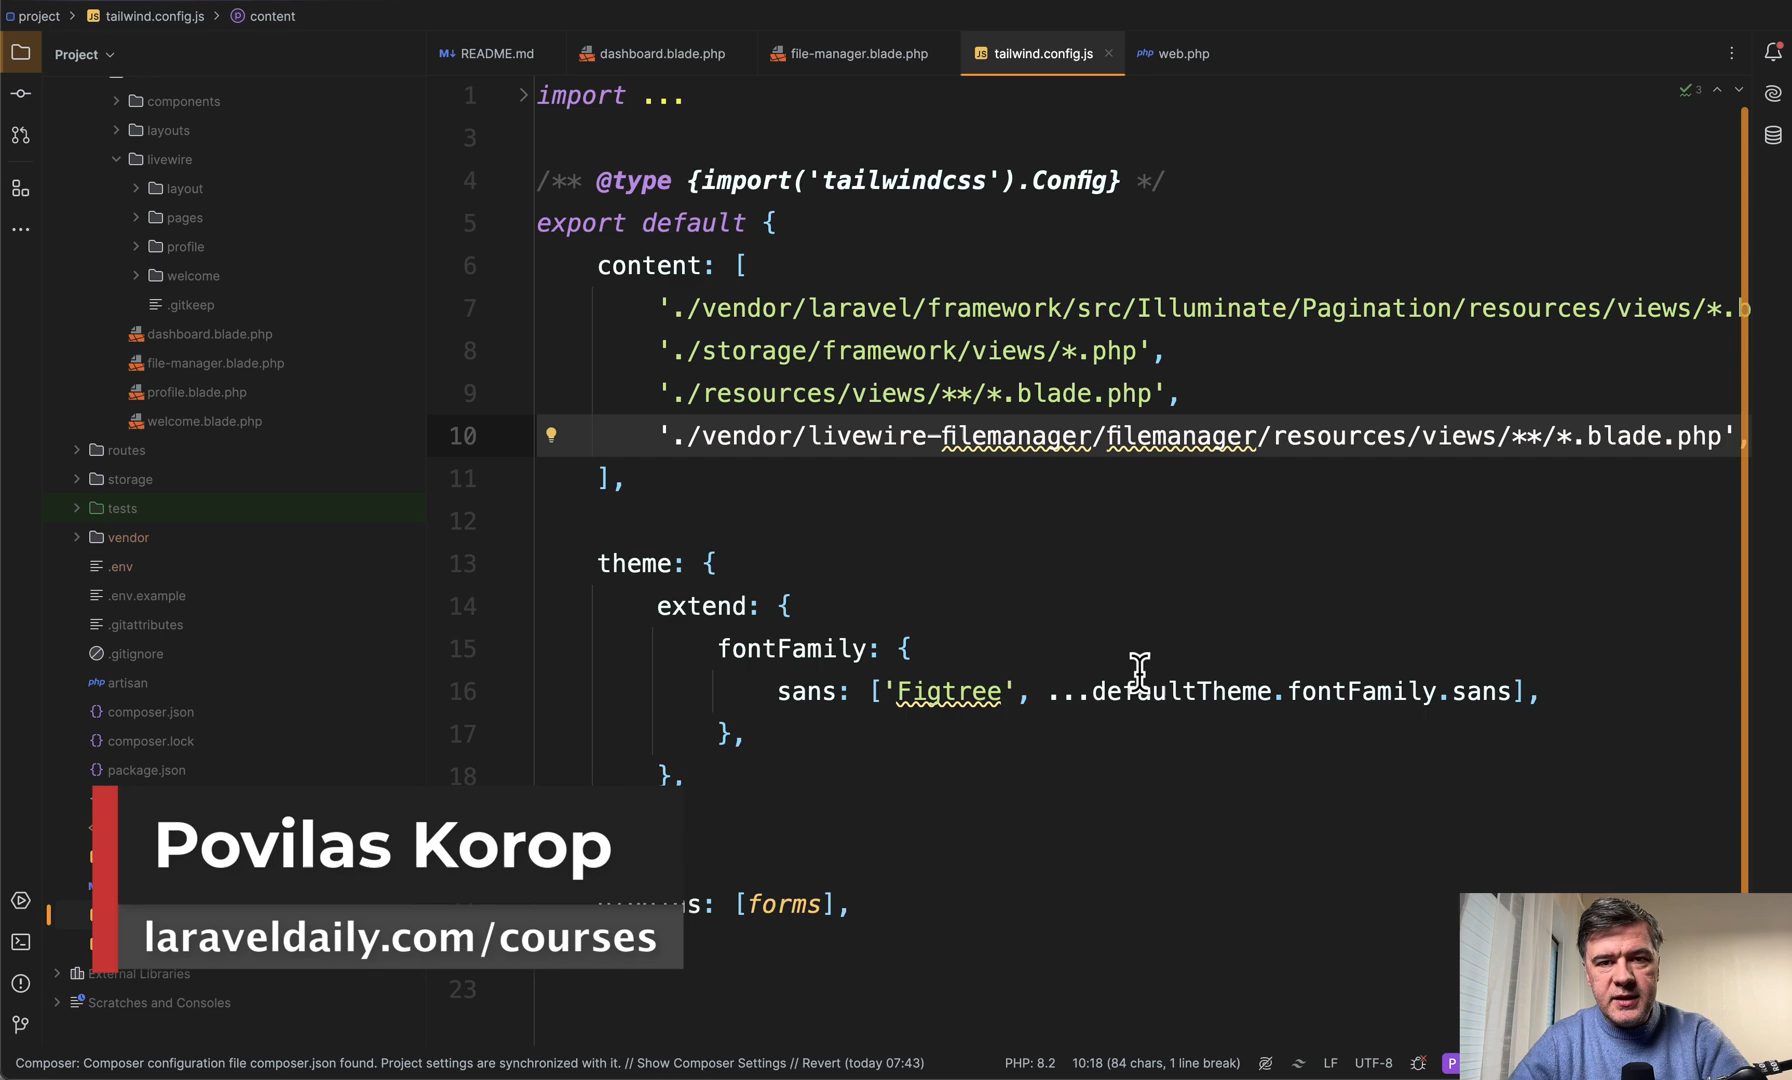 project > tailwind.config.js > content
Project
README.md
dashboard.blade.php
file-manager.blade.php
tailwind.config.js
web.php
components
layouts
livewire
layout
pages
profile
welcome
.gitkeep
dashboard.blade.php
file-manager.blade.php
profile.blade.php
welcome.blade.php
routes
storage
tests
vendor
.env
.env.example
.gitattributes
.gitignore
php artisan
composer.json
composer.lock
package.json
External Libraries
Scratches and Consoles
3
1 import ...
3
4 /** @type {import('tailwindcss').Config} */
5 export default {
6 content: [
7 './vendor/laravel/framework/src/Illuminate/Pagination/resources/views/*.b
8 './storage/framework/views/*.php',
9 './resources/views/**/*.blade.php',
10 './vendor/livewire-filemanager/filemanager/resources/views/**/*.blade.php',
11 ],
12
13 theme: {
14 extend: {
15 fontFamily: {
16 sans: ['Figtree', ...defaultTheme.fontFamily.sans],
17 },
18 },
s: [forms],
23
Povilas Korop
laraveldaily.com/courses
Composer: Composer configuration file composer.json found. Project settings are synchronized with it. // Show Composer Settings // Revert (today 07:43)
PHP: 8.2
10:18 (84 chars, 1 line break)
LF
UTF-8
P